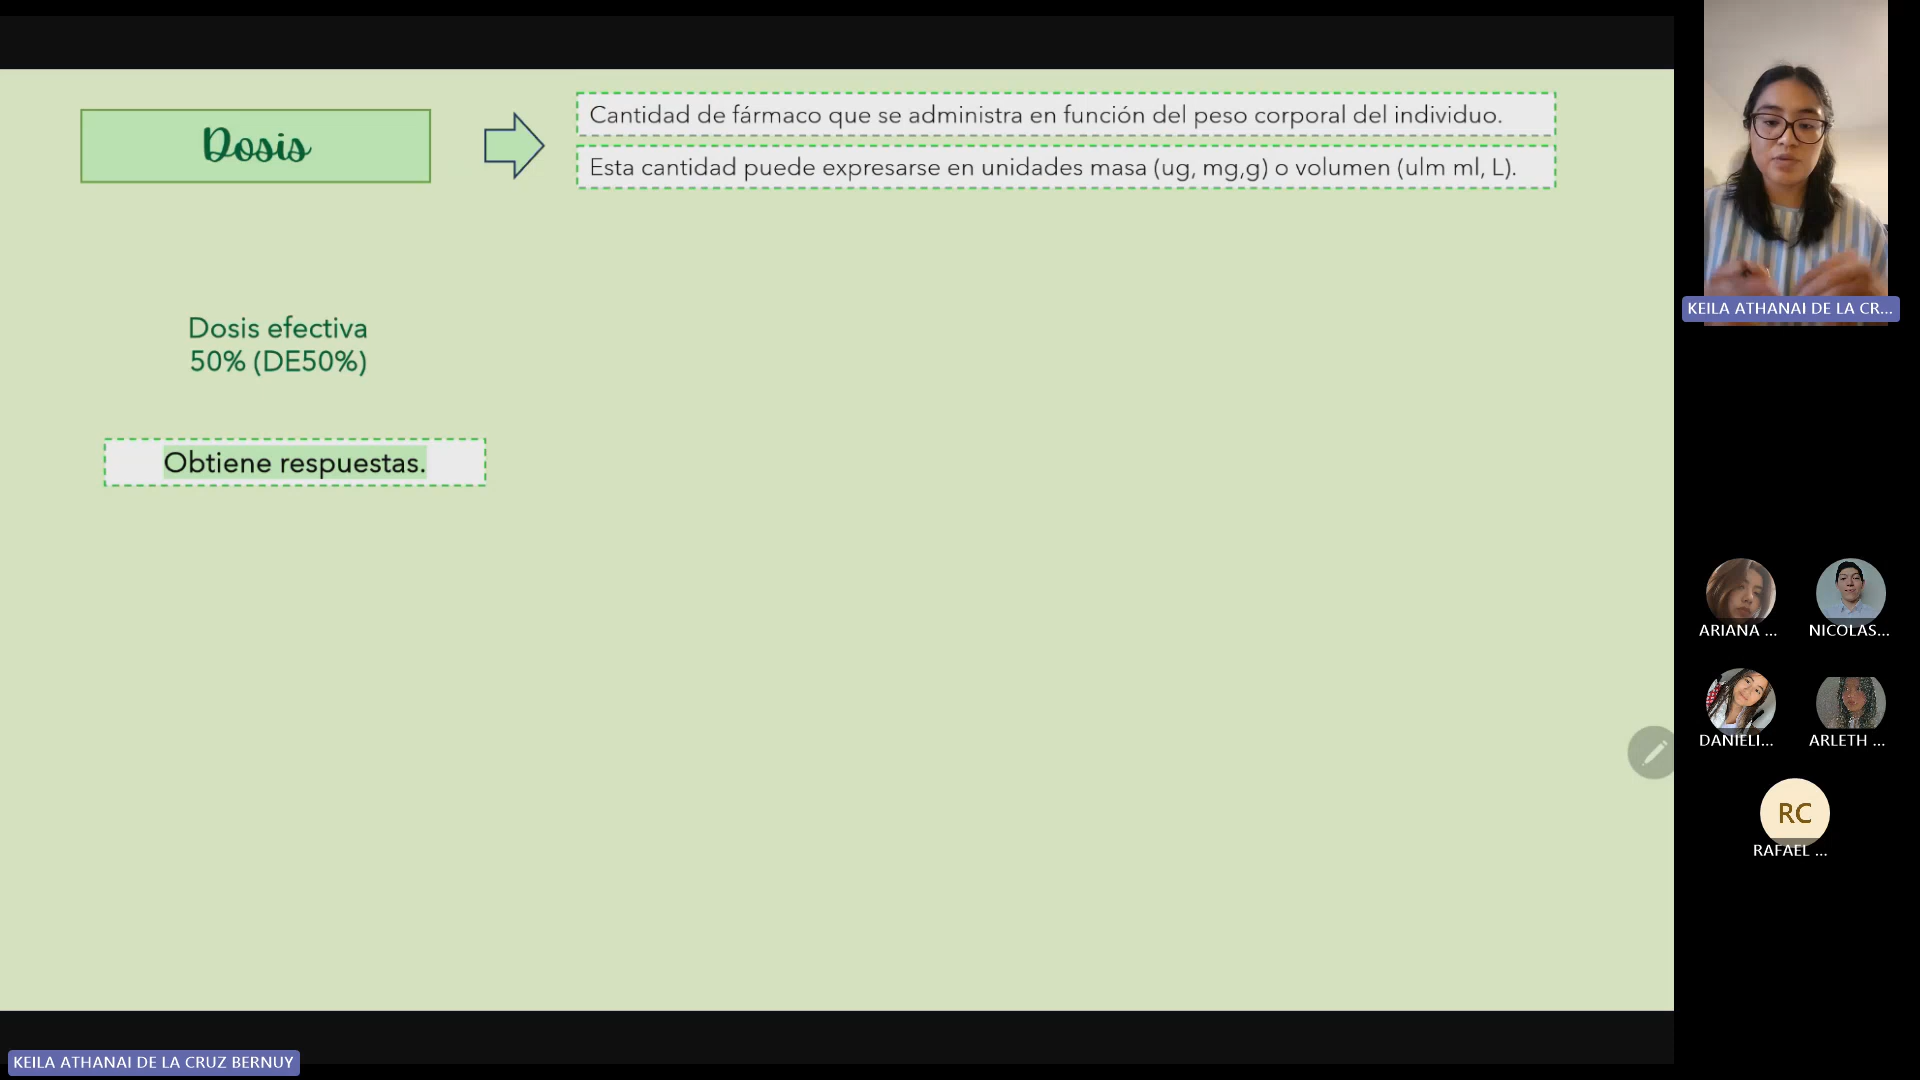 Dosis
Cantidad de fármaco que se administra en función del peso corporal del individuo.
Esta cantidad puede expresarse en unidades masa (ug, mg,g) o volumen (ulm ml, L).
Dosis efectiva
50% (DE50%)
Obtiene respuestas.
KEILA ATHANAI DE LA CR...
ARIANA ...
NICOLAS...
DANIELI...
ARLETH ...
RC
RAFAEL ...
KEILA ATHANAI DE LA CRUZ BERNUY